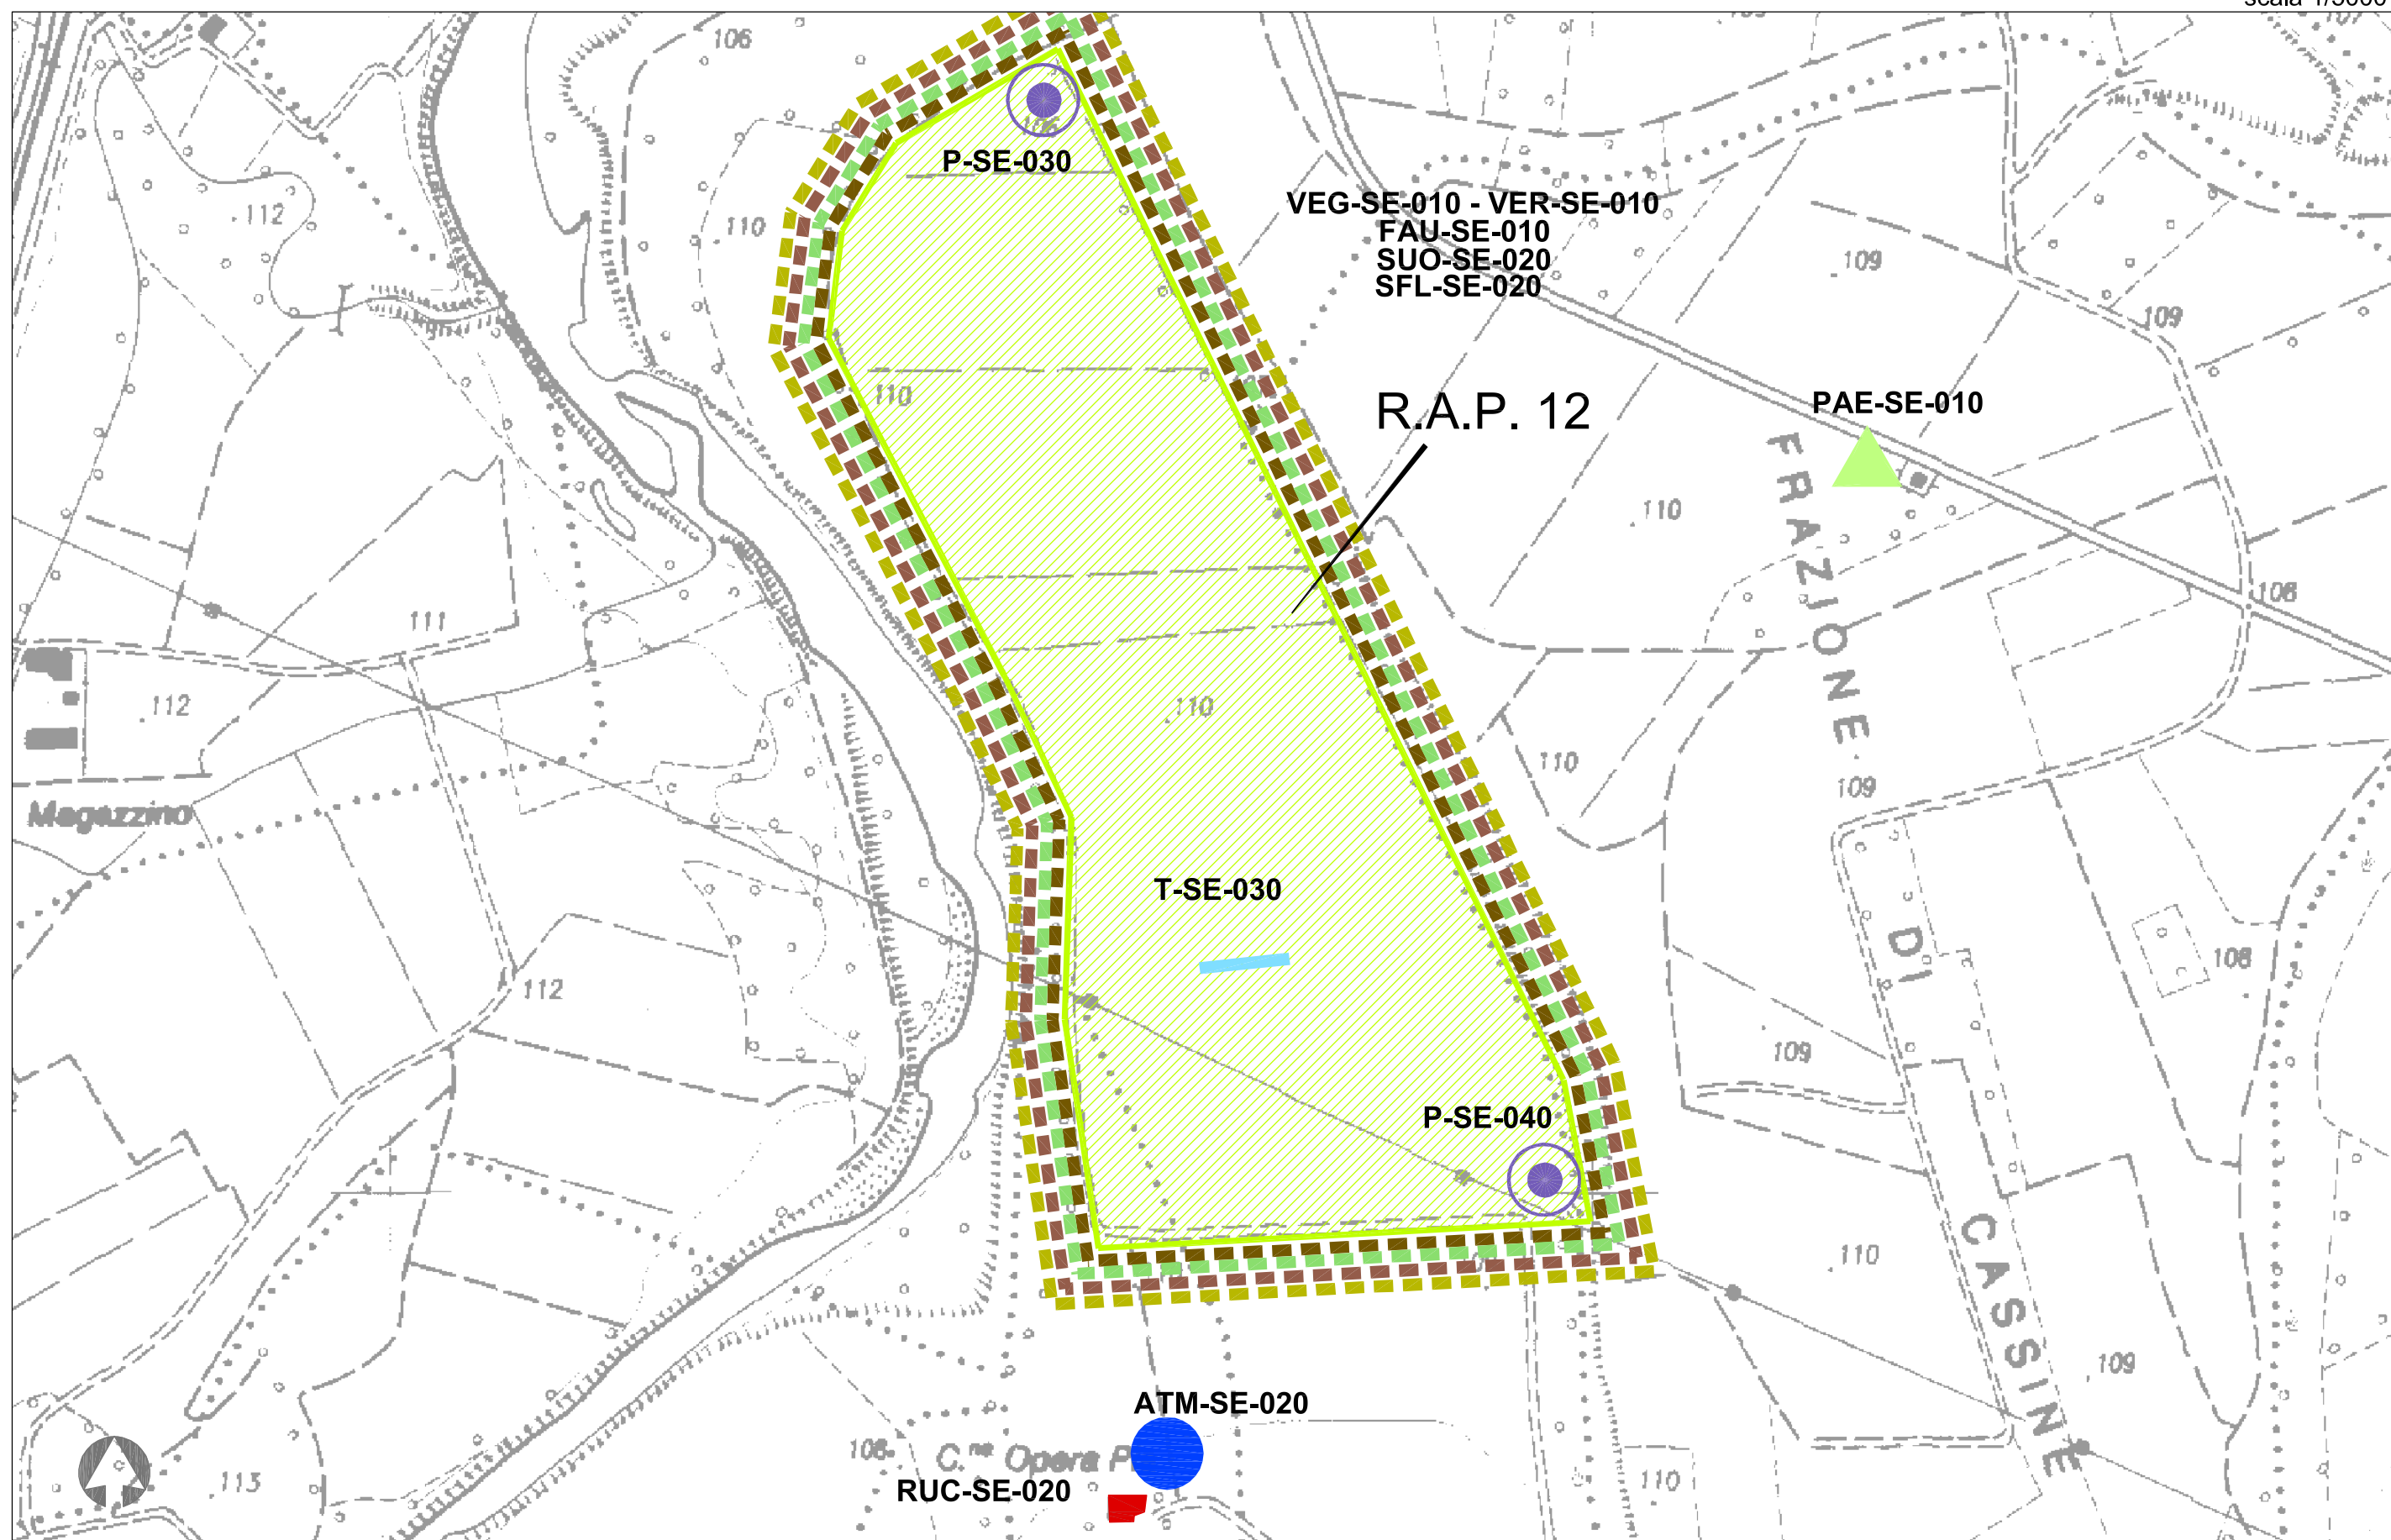 106
P-SE-030
106
VEG-SE-010 - VER-SE-010
FAU-SE-010
SUO-SE-020
SFL-SE-020
112
110
109
109
110
R.A.P. 12
PAE-SE-010
110
FRAZIONE
108
111
112
110
110
109
Magazzino
T-SE-030
DI
108
112
109
P-SE-040
110
CASSINE
109
ATM-SE-020
108
C.na Opera P
RUC-SE-020
113
110